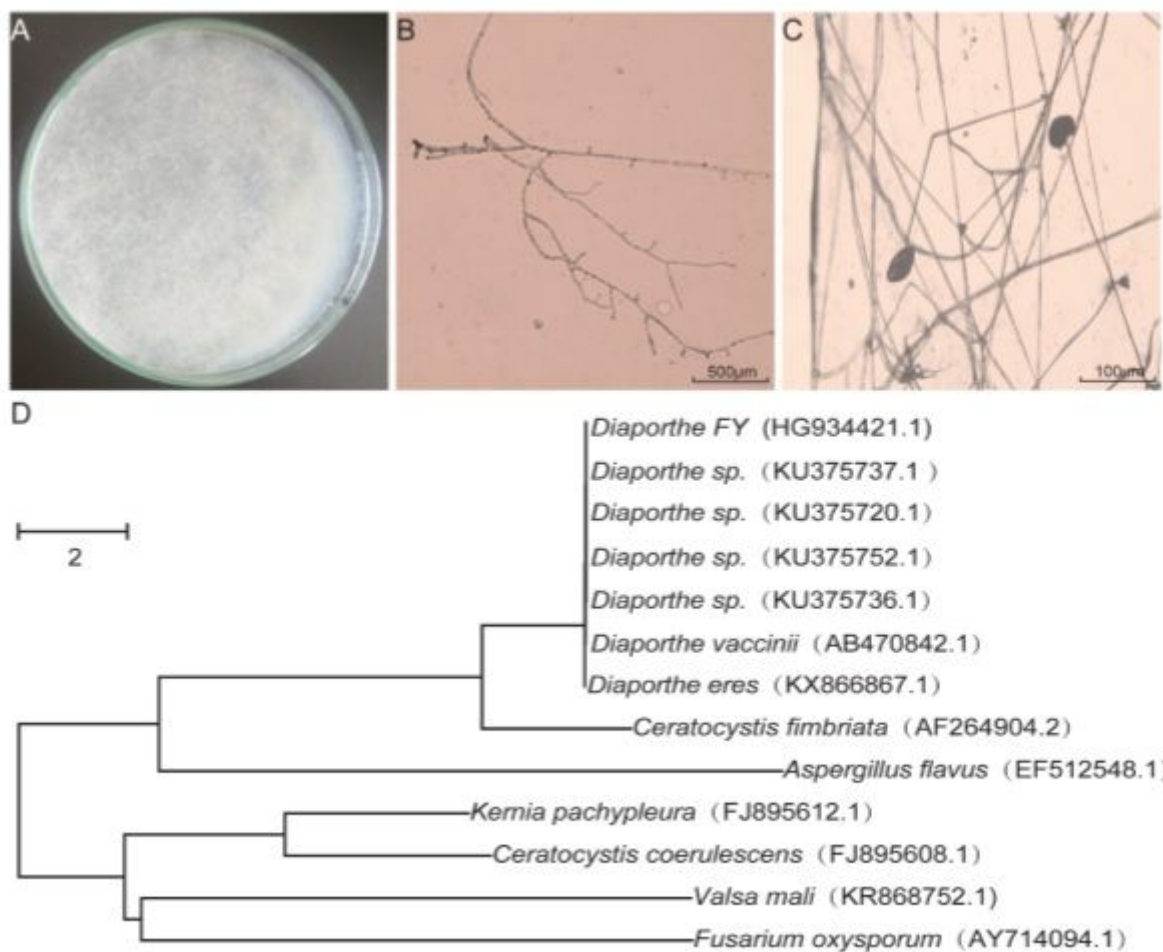 A
B
C
500μm
100μm
D
Diaporthe FY (HG934421.1)
Diaporthe sp. (KU375737.1 )
Diaporthe sp. (KU375720.1)
2
Diaporthe sp. (KU375752.1)
Diaporthe sp. (KU375736.1)
Diaporthe vaccinii (AB470842.1)
Diaporthe eres (KX866867.1)
Ceratocystis fimbriata (AF264904.2)
Aspergillus flavus (EF512548.1)
Kernia pachypleura (FJ895612.1)
Ceratocystis coerulescens (FJ895608.1)
Valsa mali (KR868752.1)
Fusarium oxysporum (AY714094.1)